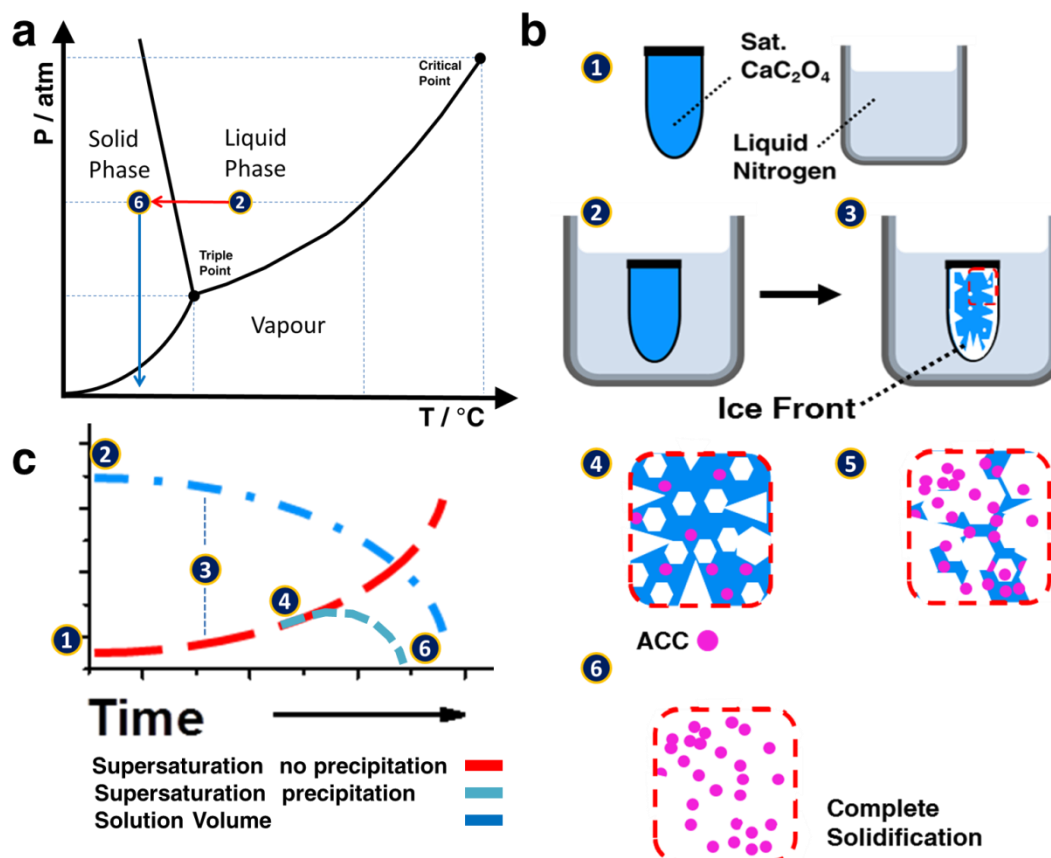 a
P / atm
Critical
Point
Solid
Phase
Liquid
Phase
6
2
Triple
Point
Vapour
T / °C
b
1
Sat.
CaC₂O₄
Liquid
Nitrogen
2
3
Ice Front
4
5
ACC
6
Complete
Solidification
c
2
3
4
1
6
Time
Supersaturation no precipitation
Supersaturation precipitation
Solution Volume